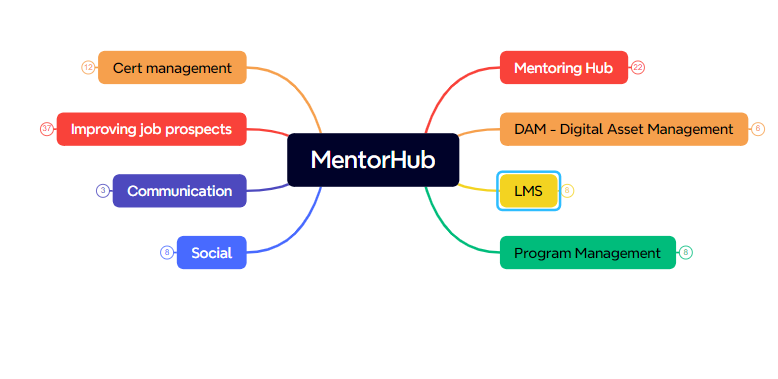 12 Cert management
Mentoring Hub 22
37 Improving job prospects
DAM - Digital Asset Management 6
MentorHub
3 Communication
LMS 8
8 Social
Program Management 8